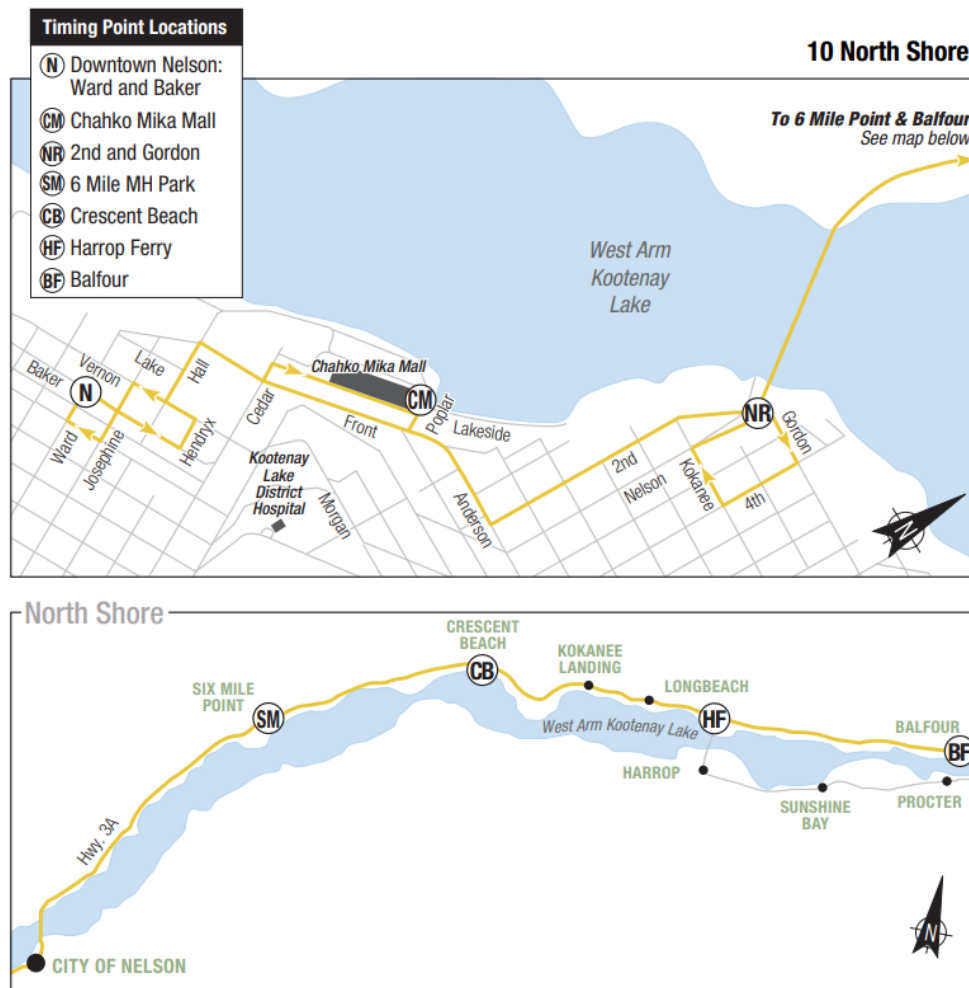 Timing Point Locations
N Downtown Nelson:
Ward and Baker
CM Chahko Mika Mall
NR 2nd and Gordon
SM 6 Mile MH Park
CB Crescent Beach
HF Harrop Ferry
BF Balfour
10 North Shore
To 6 Mile Point & Balfour
See map below
West Arm
Kootenay
Lake
Baker
Vernon
Lake
Hall
N
Ward
Josephine
Hendryx
Cedar
Chahko Mika Mall
CM
Poplar
Front
Lakeside
Kootenay
Lake
District
Hospital
Morgan
Anderson
2nd
Nelson
Kokanee
4th
Gordon
NR
N
North Shore
CRESCENT
BEACH
CB
KOKANEE
LANDING
LONGBEACH
SIX MILE
POINT
SM
West Arm Kootenay Lake
HF
BALFOUR
BF
HARROP
SUNSHINE
BAY
PROCTER
Hwy. 3A
CITY OF NELSON
N